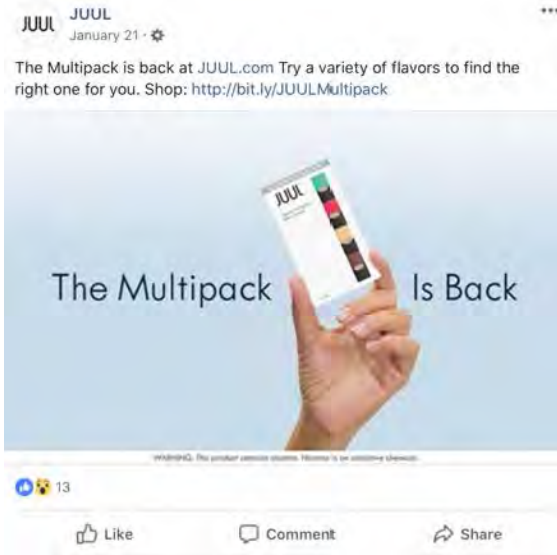 JUUL
JUUL
January 21 ·
The Multipack is back at JUUL.com Try a variety of flavors to find the
right one for you. Shop: http://bit.ly/JUULMultipack
JUUL
The Multipack
Is Back
WARNING: This product contains nicotine. Nicotine is an addictive chemical.
13
Like
Comment
Share